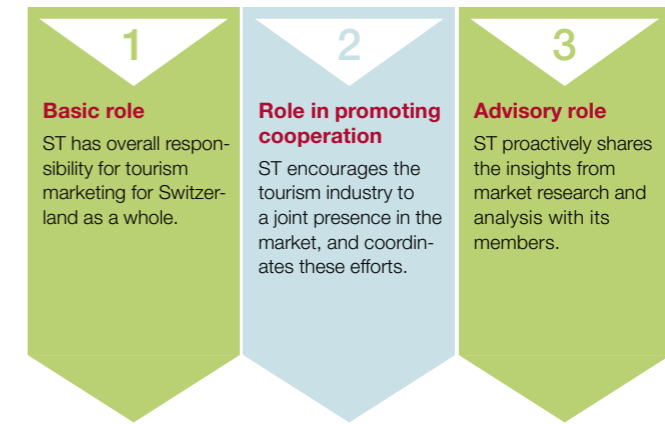 1
Basic role
ST has overall respon-
sibility for tourism
marketing for Switzer-
land as a whole.
2
Role in promoting
cooperation
ST encourages the
tourism industry to
a joint presence in the
market, and coordin-
ates these efforts.
3
Advisory role
ST proactively shares
the insights from
market research and
analysis with its
members.